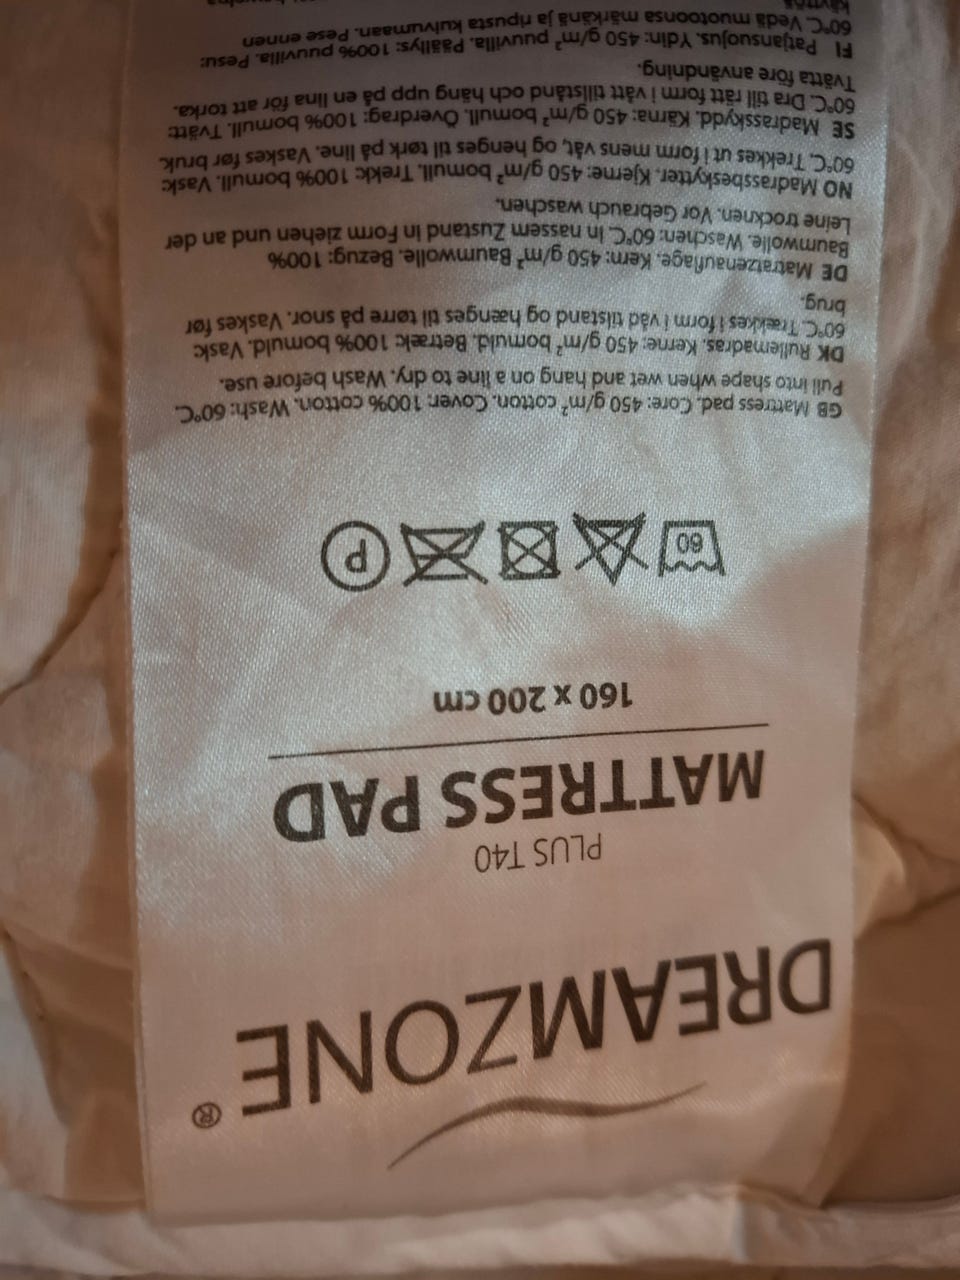 DREAMZONE ®
PLUS T40
MATTRESS PAD
160 x 200 cm
60 P
GB Mattress pad. Core: 450 g/m² cotton. Cover: 100% cotton. Wash: 60°C.
Pull into shape when wet and hang on a line to dry. Wash before use.
DK Rullemadras. Kerne: 450 g/m² bomuld. Betræk: 100% bomuld. Vask:
60°C. Trækkes i form i våd tilstand og hænges til tørre på snor. Vaskes før
brug.
DE Matratzenauflage. Kern: 450 g/m² Baumwolle. Bezug: 100%
Baumwolle. Waschen: 60°C. In nassem Zustand in Form ziehen und an der
Leine trocknen. Vor Gebrauch waschen.
NO Madrassbeskytter. Kjerne: 450 g/m² bomull. Trekk: 100% bomull. Vask:
60°C. Trekkes ut i form mens våt, og henges til tørk på line. Vaskes før bruk.
SE Madrasskydd. Kärna: 450 g/m² bomull. Överdrag: 100% bomull. Tvätt:
60°C. Dra till rätt form i vått tillstånd och häng upp på en lina för att torka.
Tvätta före användning.
FI Patjansuojus. Ydin: 450 g/m² puuvilla. Päällys: 100% puuvilla. Pesu:
60°C. Vedä muotoonsa märkänä ja ripusta kuivumaan. Pese ennen
käyttöä